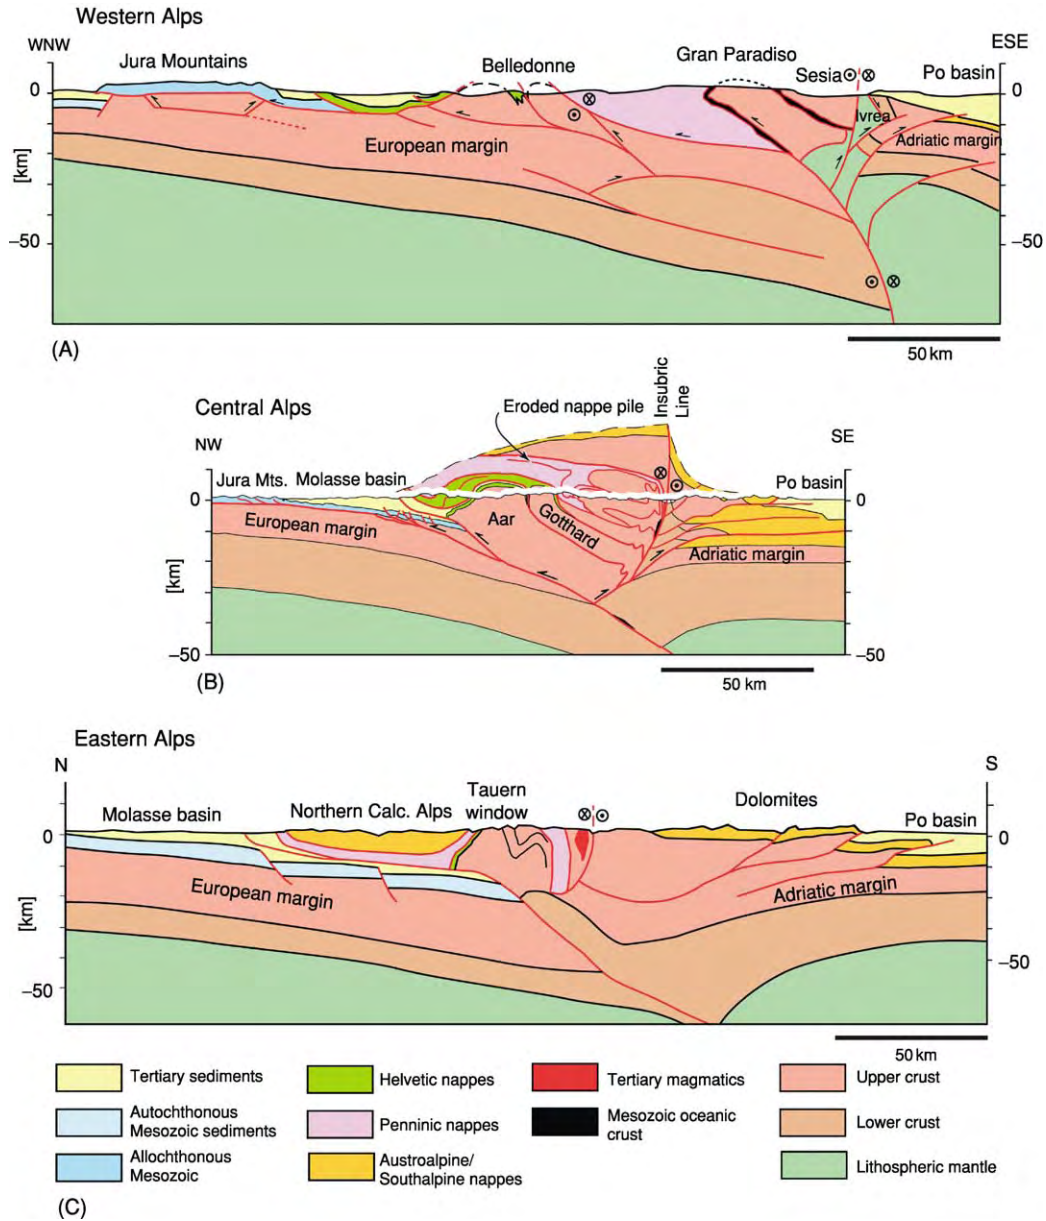 Western Alps
WNW
ESE
Jura Mountains
Belledonne
Gran Paradiso
Sesia
Po basin
0
0
Ivrea
European margin
Adriatic margin
[km]
–50
–50
(A)
50 km
Central Alps
Eroded nappe pile
Insubric
Line
NW
SE
Jura Mts.
Molasse basin
Po basin
0
0
European margin
Aar
Gotthard
Adriatic margin
[km]
–50
–50
(B)
50 km
Eastern Alps
N
S
Molasse basin
Northern Calc. Alps
Tauern
window
Dolomites
Po basin
0
0
European margin
Adriatic margin
[km]
–50
–50
50 km
Tertiary sediments
Autochthonous
Mesozoic sediments
Allochthonous
Mesozoic
Helvetic nappes
Penninic nappes
Austroalpine/
Southalpine nappes
Tertiary magmatics
Mesozoic oceanic
crust
Upper crust
Lower crust
Lithospheric mantle
(C)